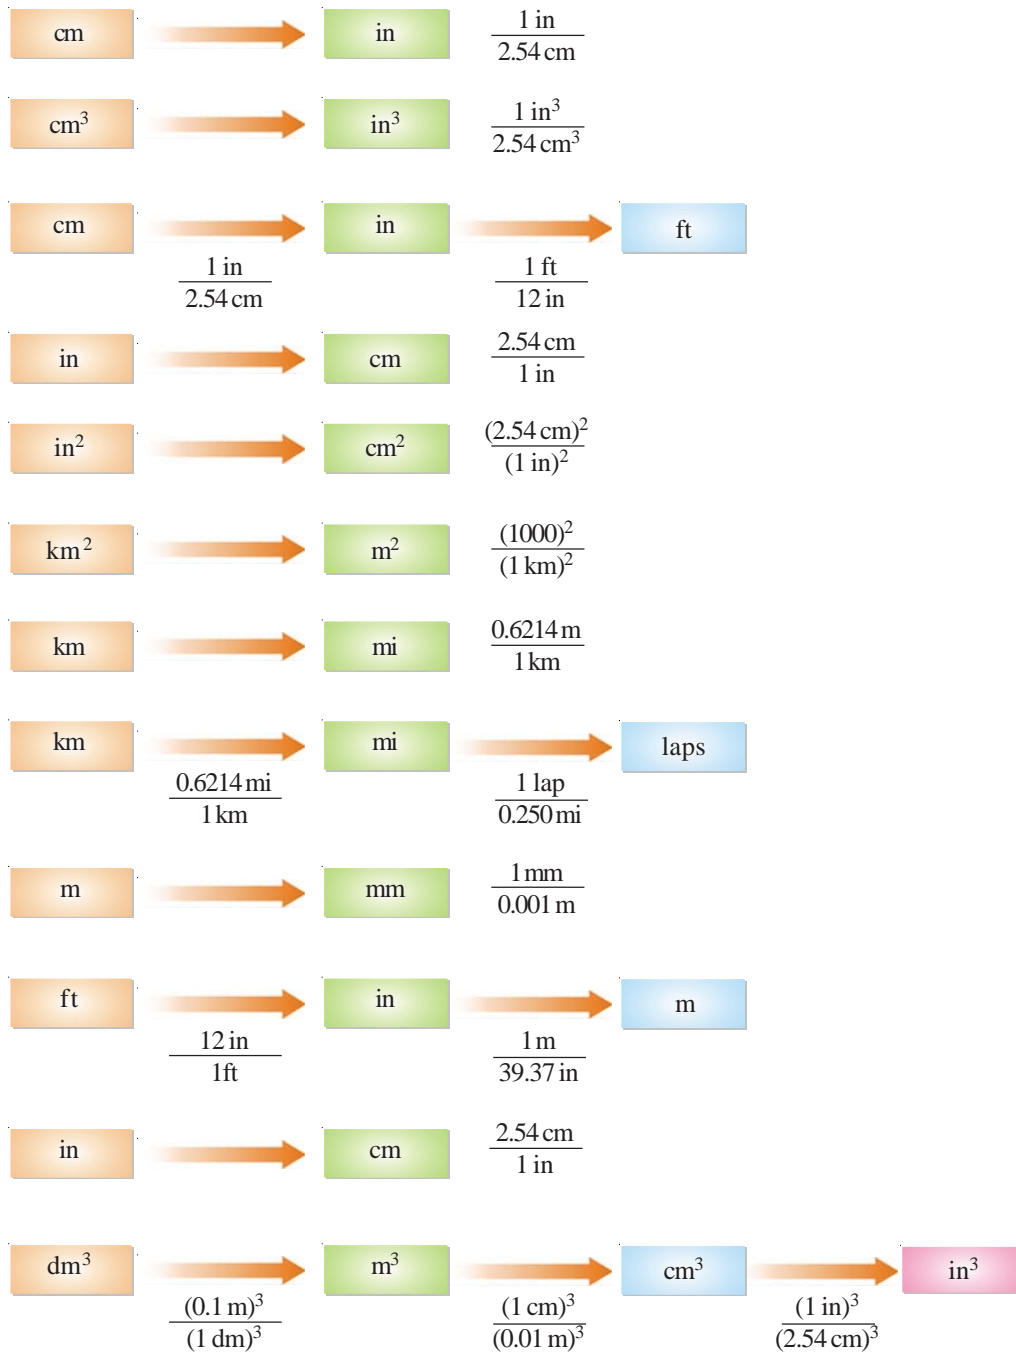 cm in 1 in
2.54 cm
cm³ in³ 1 in³
2.54 cm³
cm in ft
1 in 1 ft
2.54 cm 12 in
in cm 2.54 cm
1 in
in² cm² (2.54 cm)²
(1 in)²
km² m² (1000)²
(1 km)²
km mi 0.6214 m
1 km
km mi laps
0.6214 mi 1 lap
1 km 0.250 mi
m mm 1 mm
0.001 m
ft in m
12 in 1 m
1ft 39.37 in
in cm 2.54 cm
1 in
dm³ m³ cm³ in³
(0.1 m)³ (1 cm)³ (1 in)³
(1 dm)³ (0.01 m)³ (2.54 cm)³